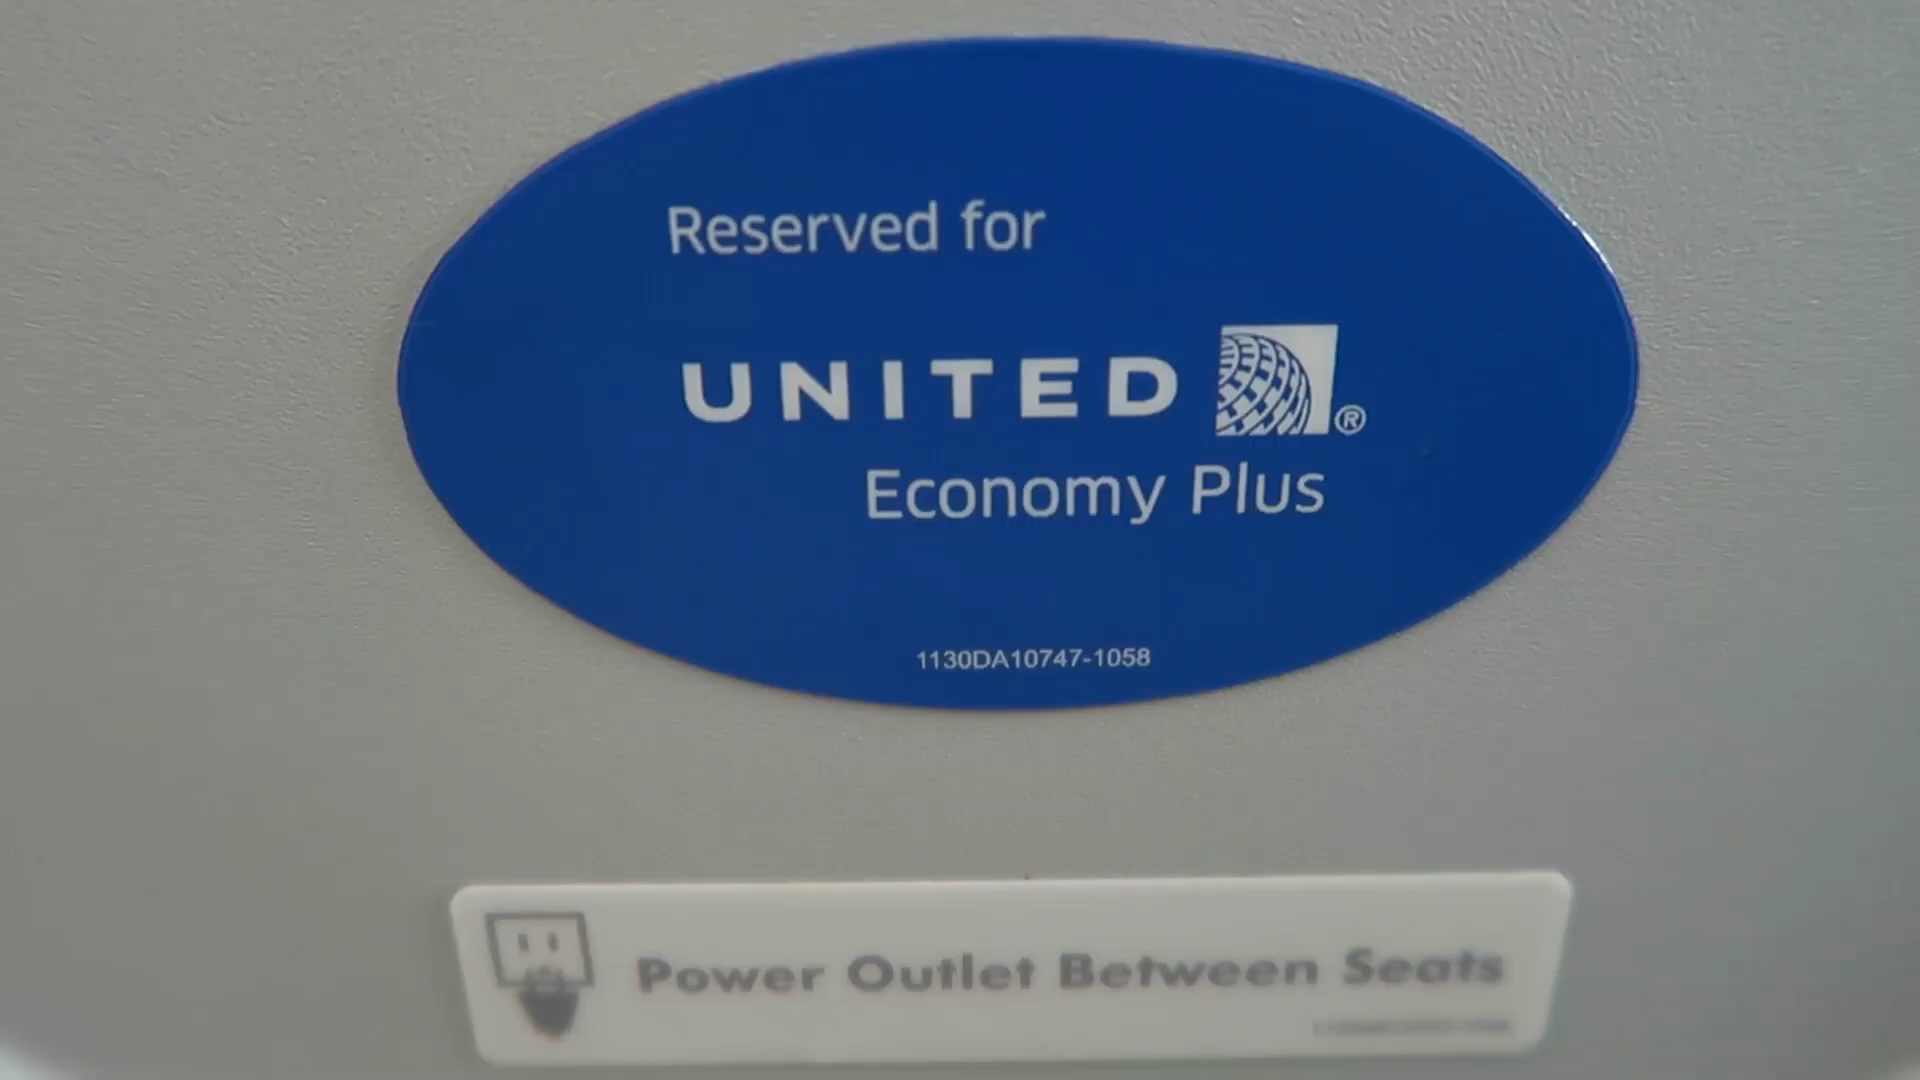 Reserved for
UNITED ®
Economy Plus
1130DA10747-1058
Power Outlet Between Seats